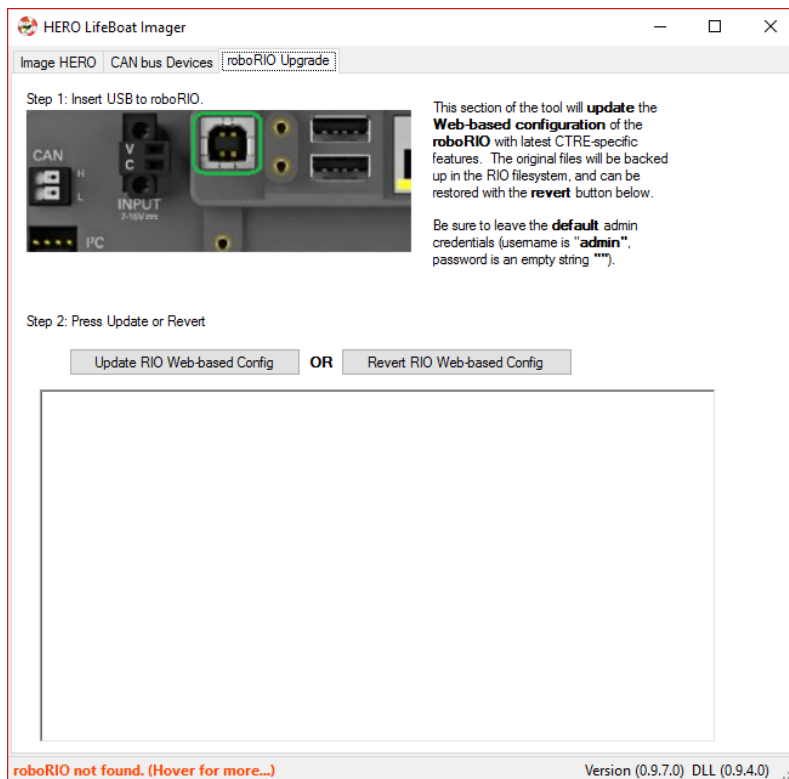 HERO LifeBoat Imager
Image HERO CAN bus Devices roboRIO Upgrade
Step 1: Insert USB to roboRIO.
CAN
H
L
V
C
INPUT
7-16V
I²C
This section of the tool will update the
Web-based configuration of the
roboRIO with latest CTRE-specific
features. The original files will be backed
up in the RIO filesystem, and can be
restored with the revert button below.
Be sure to leave the default admin
credentials (username is "admin",
password is an empty string "").
Step 2: Press Update or Revert
Update RIO Web-based Config OR Revert RIO Web-based Config
roboRIO not found. (Hover for more...) Version (0.9.7.0) DLL (0.9.4.0)